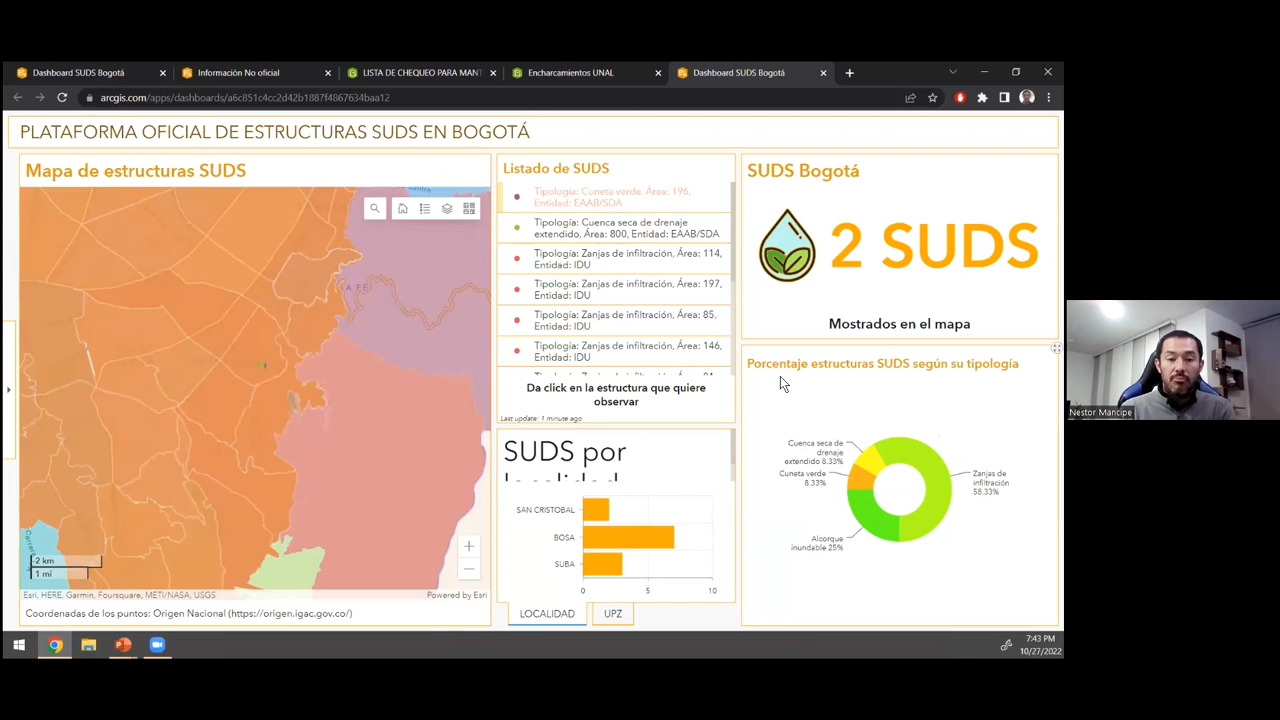 Dashboard SUDS Bogotá
Información No oficial
LISTA DE CHEQUEO PARA MANT
Encharcamientos UNAL
Dashboard SUDS Bogotá
arcgis.com/apps/dashboards/a6c851c4cc2d42b1887f4867634baa12
PLATAFORMA OFICIAL DE ESTRUCTURAS SUDS EN BOGOTÁ
Mapa de estructuras SUDS
-2 km
1 mi
Esri, HERE, Garmin, Foursquare, METI/NASA, USGS
Powered by Esri
Coordenadas de los puntos: Origen Nacional (https://origen.igac.gov.co/)
Listado de SUDS
Tipología: Cuneta verde. Área: 196,
Entidad: EAAB/SDA
Tipología: Cuenca seca de drenaje
extendido, Área: 800, Entidad: EAAB/SDA
Tipología: Zanjas de infiltración, Área: 114,
Entidad: IDU
Tipología: Zanjas de infiltración, Área: 197,
Entidad: IDU
Tipología: Zanjas de infiltración, Área: 85,
Entidad: IDU
Tipología: Zanjas de infiltración, Área: 146,
Entidad: IDU
Da click en la estructura que quiere
observar
Last update: 1 minute ago
SUDS por
localidad
SAN CRISTOBAL
BOSA
SUBA
0 5 10
LOCALIDAD
UPZ
SUDS Bogotá
2 SUDS
Mostrados en el mapa
Porcentaje estructuras SUDS según su tipología
Cuenca seca de
drenaje
extendido 8.33%
Cuneta verde
8.33%
Alcorque
inundable 25%
Zanjas de
infiltración
58.33%
Nestor Mancipe
7:43 PM
10/27/2022